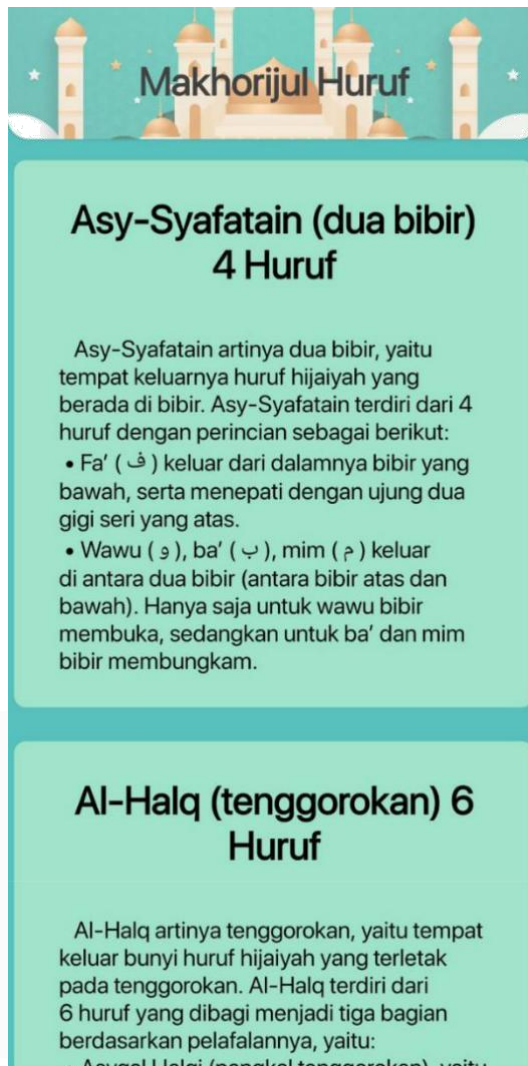 Makhorijul Huruf
Asy-Syafatain (dua bibir)
4 Huruf
Asy-Syafatain artinya dua bibir, yaitu
tempat keluarnya huruf hijaiyah yang
berada di bibir. Asy-Syafatain terdiri dari 4
huruf dengan perincian sebagai berikut:
• Fa’ ( ف ) keluar dari dalamnya bibir yang
bawah, serta menepati dengan ujung dua
gigi seri yang atas.
• Wawu ( و ), ba’ ( ب ), mim ( م ) keluar
di antara dua bibir (antara bibir atas dan
bawah). Hanya saja untuk wawu bibir
membuka, sedangkan untuk ba’ dan mim
bibir membungkam.
Al-Halq (tenggorokan) 6
Huruf
Al-Halq artinya tenggorokan, yaitu tempat
keluar bunyi huruf hijaiyah yang terletak
pada tenggorokan. Al-Halq terdiri dari
6 huruf yang dibagi menjadi tiga bagian
berdasarkan pelafalannya, yaitu:
(pangkal tenggorokan), yaitu